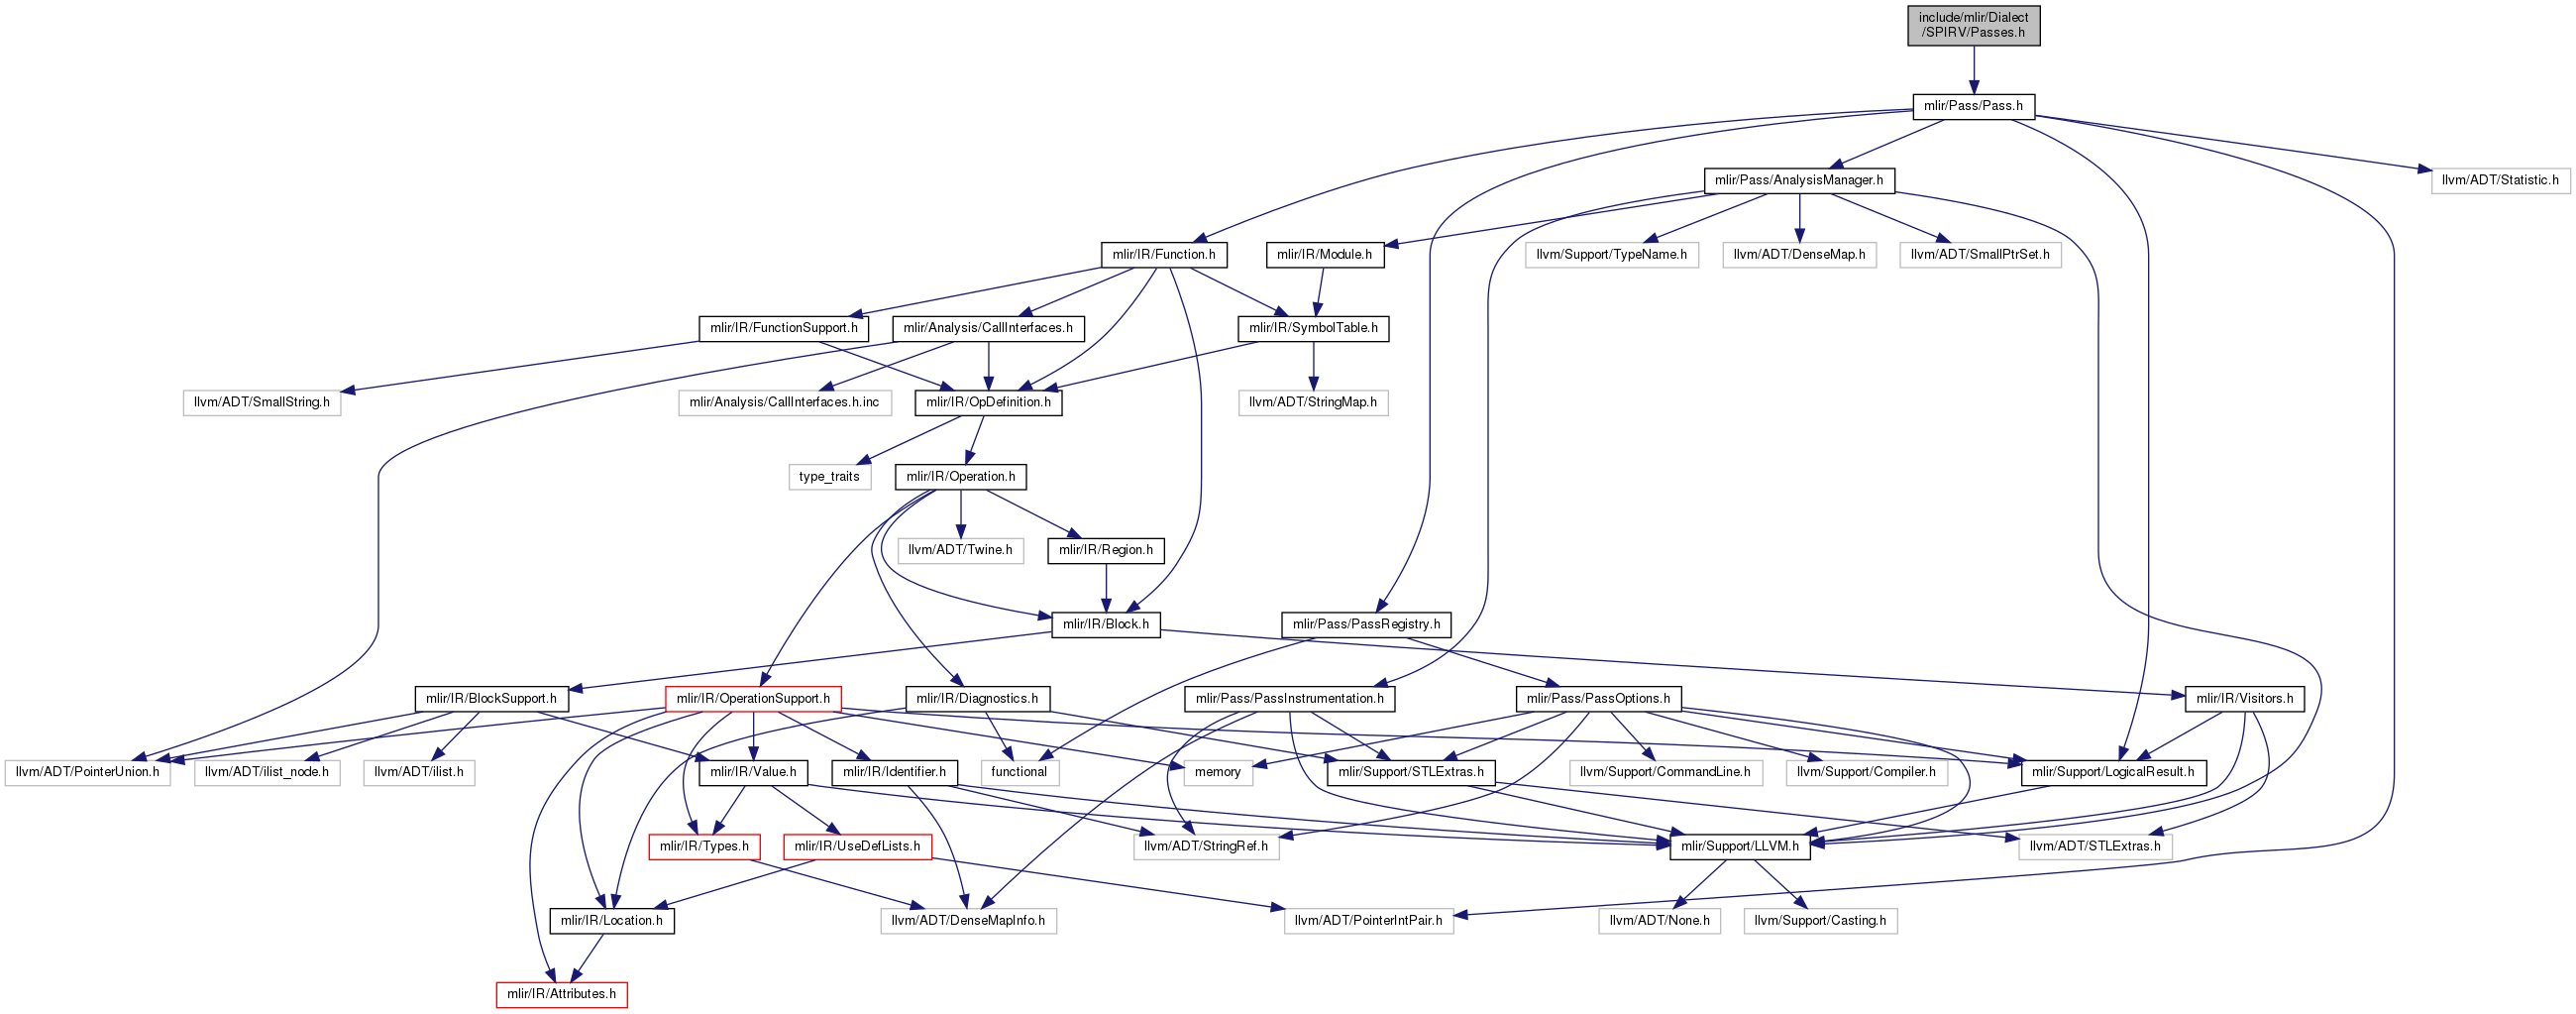 include/mlir/Dialect
/SPIRV/Passes.h
mlir/Pass/Pass.h
mlir/Pass/AnalysisManager.h
llvm/ADT/Statistic.h
mlir/IR/Function.h
mlir/IR/Module.h
llvm/Support/TypeName.h
llvm/ADT/DenseMap.h
llvm/ADT/SmallPtrSet.h
mlir/IR/FunctionSupport.h
mlir/Analysis/CallInterfaces.h
mlir/IR/SymbolTable.h
llvm/ADT/SmallString.h
mlir/Analysis/CallInterfaces.h.inc
mlir/IR/OpDefinition.h
llvm/ADT/StringMap.h
type_traits
mlir/IR/Operation.h
llvm/ADT/Twine.h
mlir/IR/Region.h
mlir/IR/Block.h
mlir/Pass/PassRegistry.h
mlir/IR/BlockSupport.h
mlir/IR/OperationSupport.h
mlir/IR/Diagnostics.h
mlir/Pass/PassInstrumentation.h
mlir/Pass/PassOptions.h
mlir/IR/Visitors.h
llvm/ADT/PointerUnion.h
llvm/ADT/ilist_node.h
llvm/ADT/ilist.h
mlir/IR/Value.h
mlir/IR/Identifier.h
functional
memory
mlir/Support/STLExtras.h
llvm/Support/CommandLine.h
llvm/Support/Compiler.h
mlir/Support/LogicalResult.h
mlir/IR/Types.h
mlir/IR/UseDefLists.h
llvm/ADT/StringRef.h
mlir/Support/LLVM.h
llvm/ADT/STLExtras.h
mlir/IR/Location.h
llvm/ADT/DenseMapInfo.h
llvm/ADT/PointerIntPair.h
llvm/ADT/None.h
llvm/Support/Casting.h
mlir/IR/Attributes.h